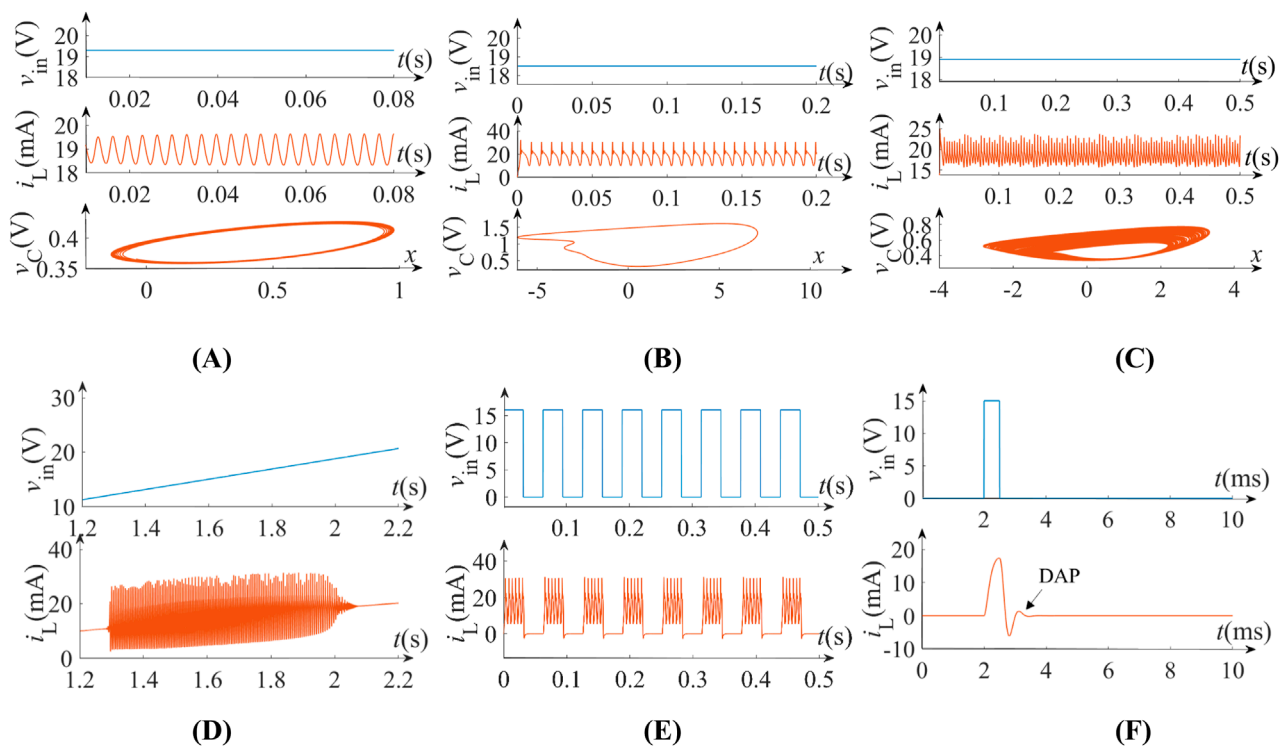 v_in(V)
20
19
18
t(s)
0.02 0.04 0.06 0.08
i_L(mA)
20
19
18
t(s)
0.02 0.04 0.06 0.08
v_C(V)
0.4
0.35
x
0 0.5 1
(A)
v_in(V)
20
19
18
t(s)
0 0.05 0.1 0.15 0.2
i_L(mA)
40
20
0
t(s)
0 0.05 0.1 0.15 0.2
v_C(V)
1.5
0.5
x
-5 0 5 10
(B)
v_in(V)
20
19
18
t(s)
0.1 0.2 0.3 0.4 0.5
i_L(mA)
25
20
15
t(s)
0.1 0.2 0.3 0.4 0.5
v_C(V)
0.8
0.6
0.4
x
-4 -2 0 2 4
(C)
v_in(V)
30
20
10
t(s)
1.2 1.4 1.6 1.8 2 2.2
i_L(mA)
40
20
0
t(s)
1.2 1.4 1.6 1.8 2 2.2
(D)
v_in(V)
15
10
5
0
t(s)
0.1 0.2 0.3 0.4 0.5
i_L(mA)
40
20
0
t(s)
0 0.1 0.2 0.3 0.4 0.5
(E)
v_in(V)
15
10
5
0
t(ms)
2 4 6 8 10
i_L(mA)
20
10
0
-10
DAP
t(ms)
0 2 4 6 8 10
(F)